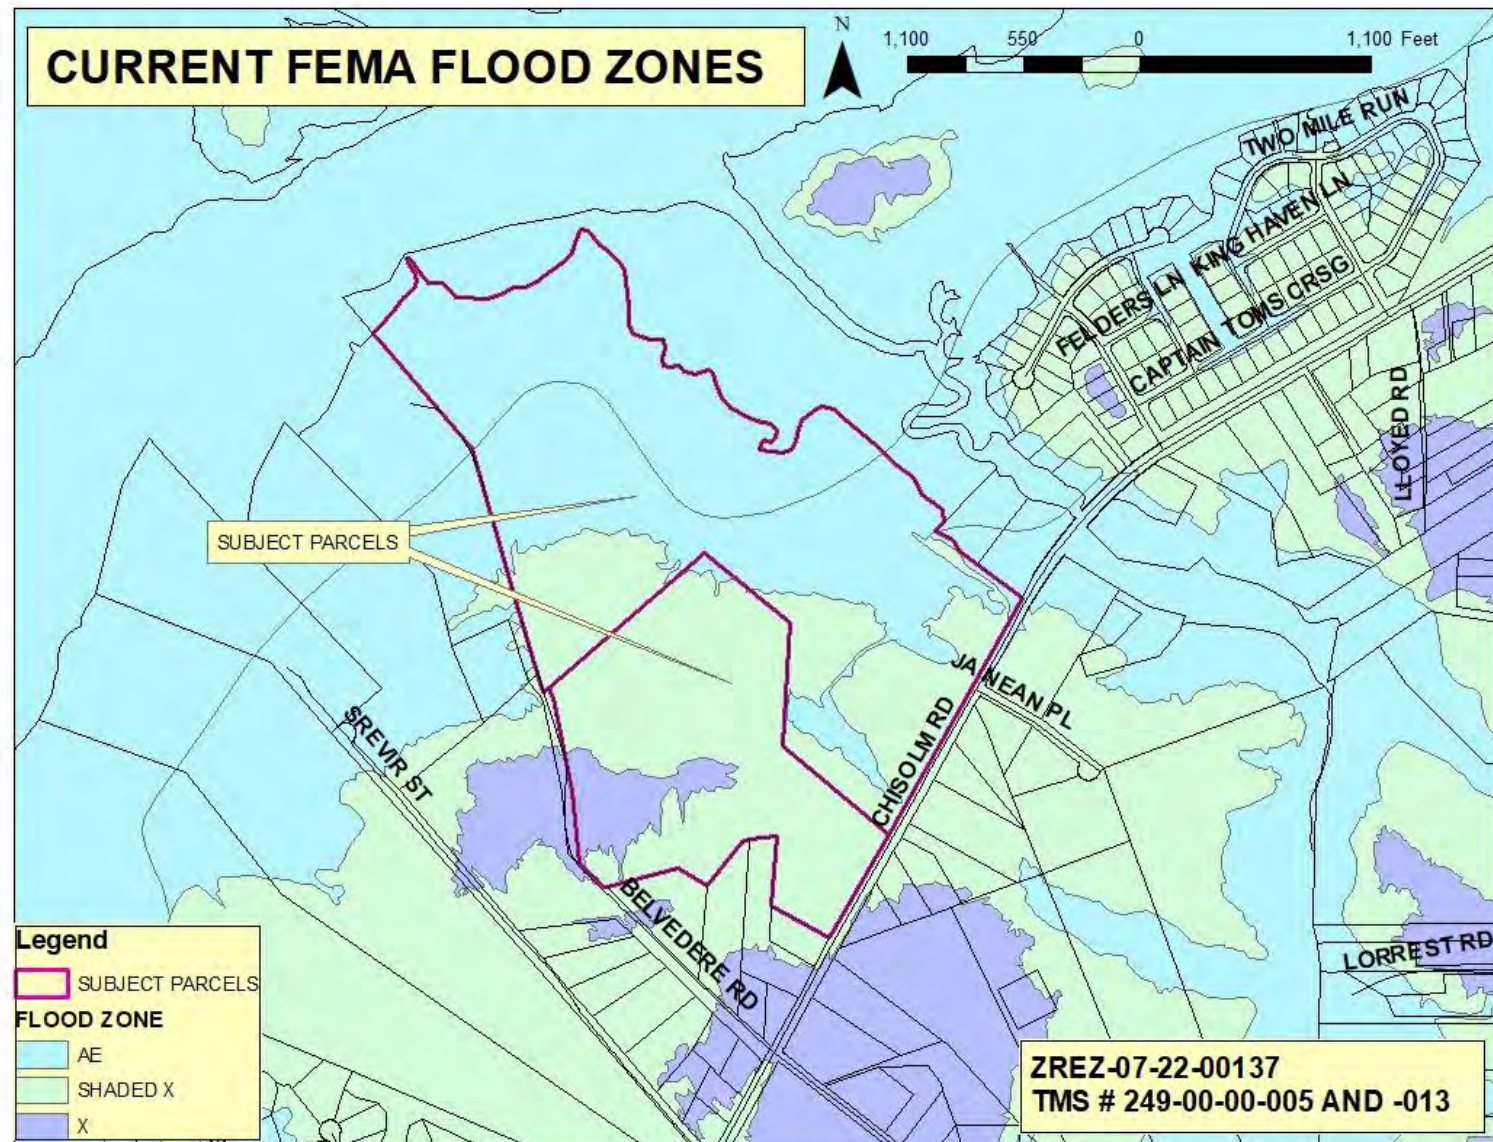 CURRENT FEMA FLOOD ZONES
N
1,100 550 0 1,100 Feet
TWO MILE RUN
KING HAVEN LN
FELDERS LN
CAPTAIN TOMS CRSG
LLOYED RD
SUBJECT PARCELS
JA NEAN PL
SREVIR ST
CHISOLM RD
BELVEDERE RD
LORREST RD
Legend
SUBJECT PARCELS
FLOOD ZONE
AE
SHADED X
X
ZREZ-07-22-00137
TMS # 249-00-00-005 AND -013